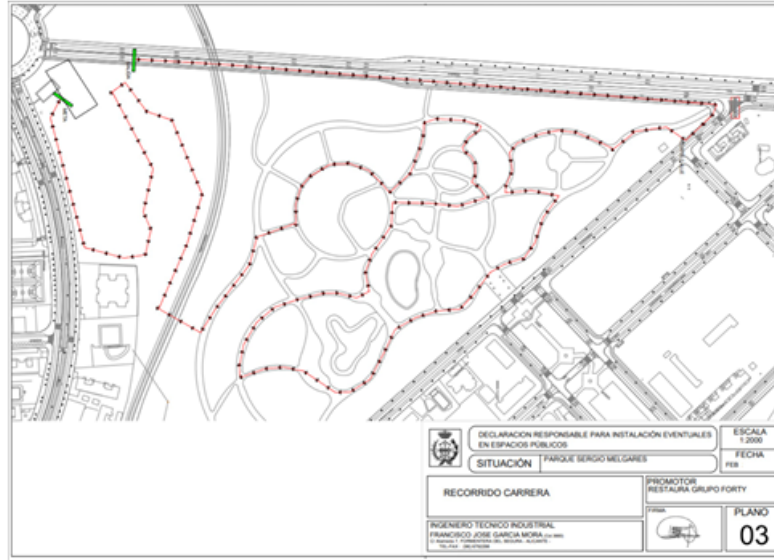 DECLARACION RESPONSABLE PARA INSTALACIÓN EVENTUALES
EN ESPACIOS PÚBLICOS
ESCALA
1:2000
SITUACIÓN
PARQUE SERGIO MELGARES
FECHA
FEB
RECORRIDO CARRERA
PROMOTOR
RESTAURA GRUPO FORTY
INGENIERO TECNICO INDUSTRIAL
FRANCISCO JOSE GARCIA MORA
FIRMA
PLANO
03
META